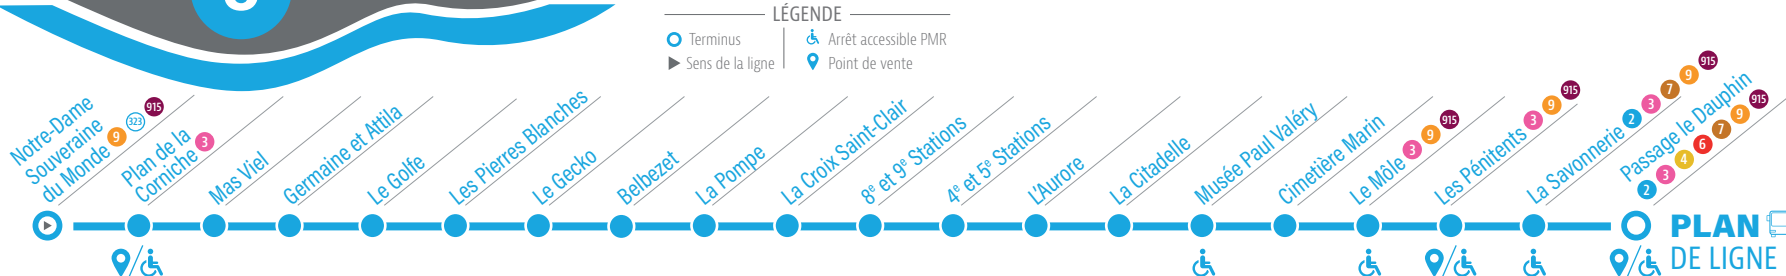 LÉGENDE
Terminus
Sens de la ligne
Arrêt accessible PMR
Point de vente
Notre-Dame
Souveraine
du Monde 9 323 915
Plan de la
Corniche 3
Mas Viel
Germaine et Attila
Le Golfe
Les Pierres Blanches
Le Gecko
Belbezet
La Pompe
La Croix Saint-Clair
8e et 9e Stations
4e et 5e Stations
L'Aurore
La Citadelle
Musée Paul Valéry
Cimetière Marin
Le Môle 3 9 915
Les Pénitents 3 9 915
La Savonnerie 2 3 7 9 915
Passage le Dauphin
2 3 4 6 7 9 915
PLAN
DE LIGNE